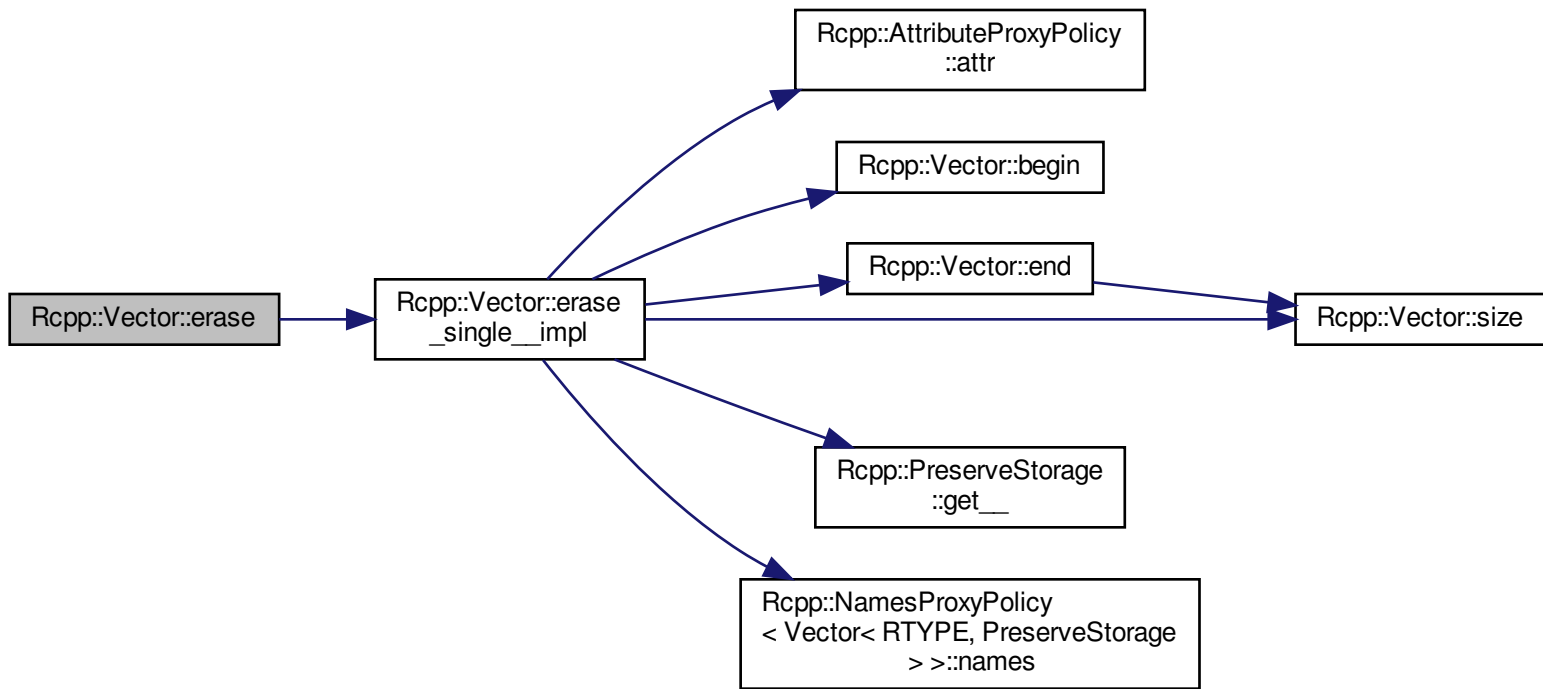 Rcpp::AttributeProxyPolicy
::attr
Rcpp::Vector::begin
Rcpp::Vector::end
Rcpp::Vector::erase
Rcpp::Vector::erase
_single__impl
Rcpp::Vector::size
Rcpp::PreserveStorage
::get__
Rcpp::NamesProxyPolicy
< Vector< RTYPE, PreserveStorage
> >::names